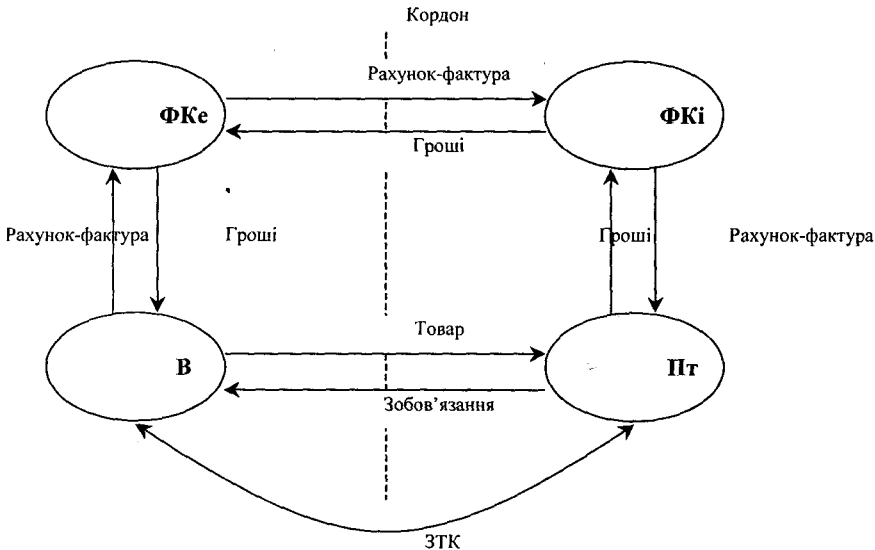 Кордон
Рахунок-фактура
ФКе
ФКі
Гроші
Рахунок-фактура
Гроші
Гроші
Рахунок-фактура
Товар
В
Пт
Зобов’язання
ЗТК